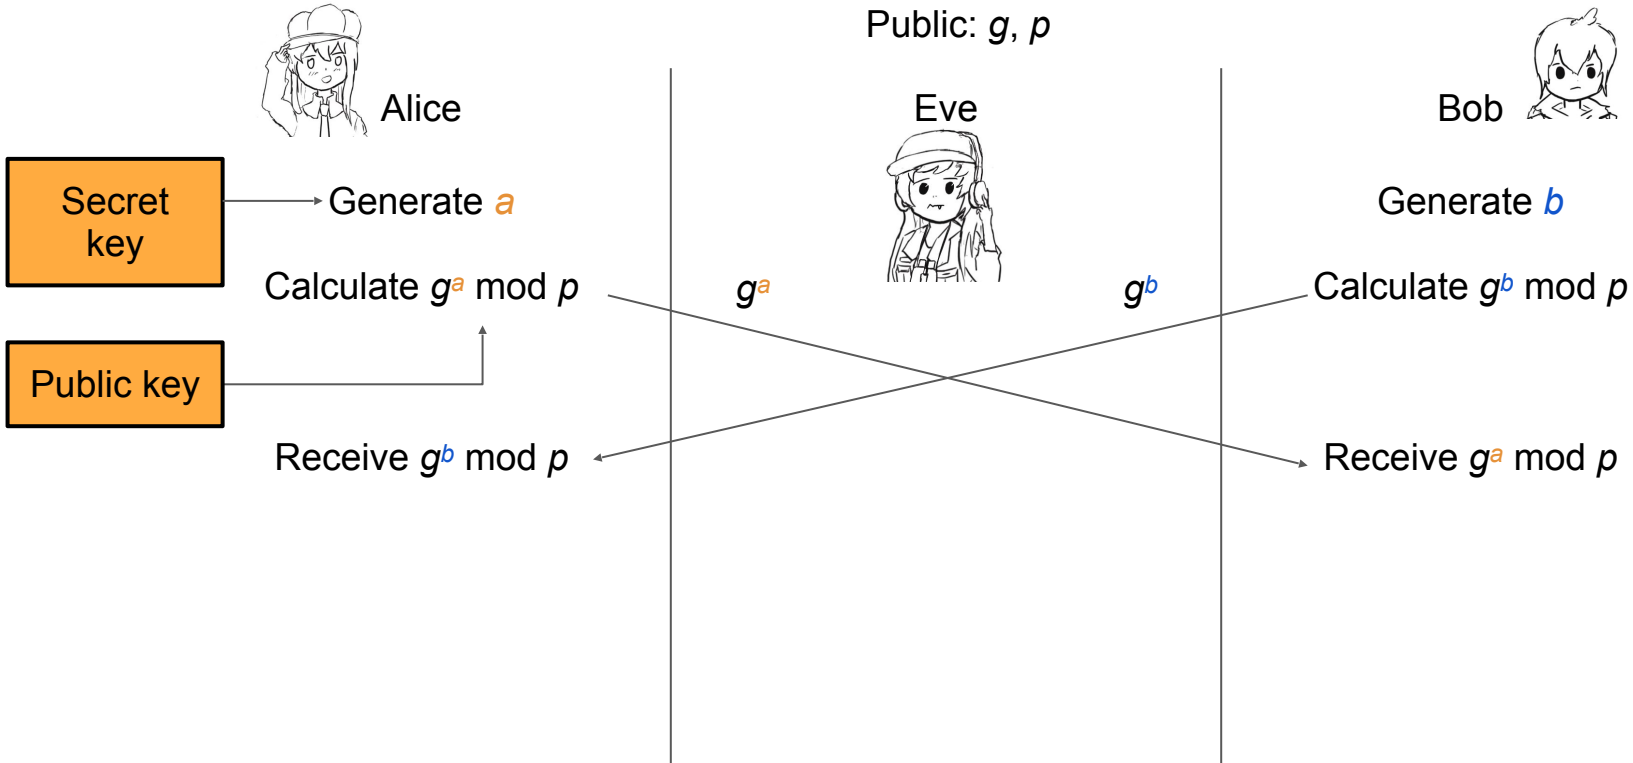 Public: g, p
Alice
Eve
Bob
Secret
key
Generate a
Generate b
Calculate gᵃ mod p
gᵃ
gᵇ
Calculate gᵇ mod p
Public key
Receive gᵇ mod p
Receive gᵃ mod p